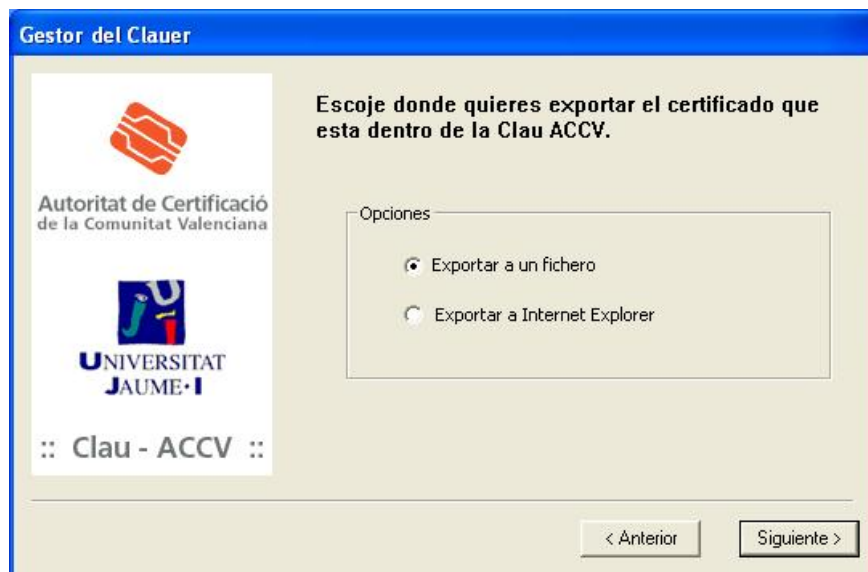 Gestor del Clauer
Autoritat de Certificació
de la Comunitat Valenciana
UNIVERSITAT
JAUME·I
:: Clau - ACCV ::
Escoje donde quieres exportar el certificado que
esta dentro de la Clau ACCV.
Opciones
Exportar a un fichero
Exportar a Internet Explorer
< Anterior
Siguiente >